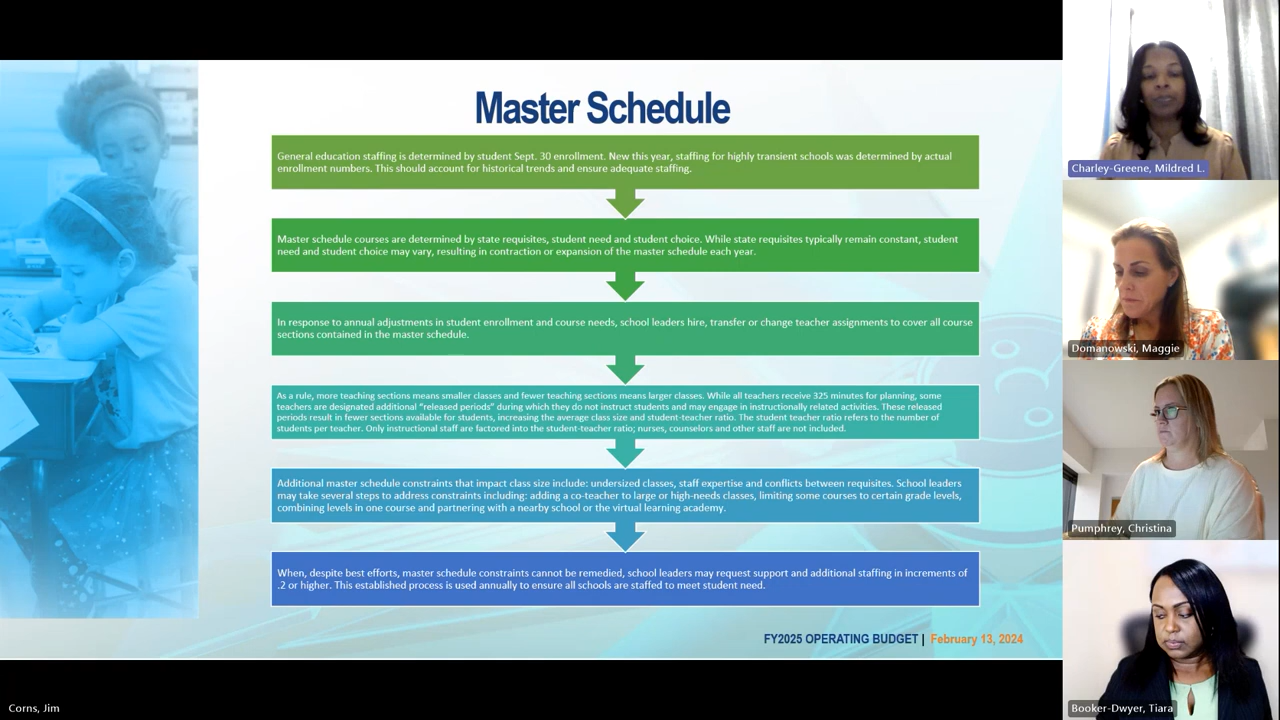 Master Schedule
General education staffing is determined by student Sept. 30 enrollment. New this year, staffing for highly transient schools was determined by actual
enrollment numbers. This should account for historical trends and ensure adequate staffing.
Master schedule courses are determined by state requisites, student need and student choice. While state requisites typically remain constant, student
need and student choice may vary, resulting in contraction or expansion of the master schedule each year.
In response to annual adjustments in student enrollment and course needs, school leaders hire, transfer or change teacher assignments to cover all course
sections contained in the master schedule.
As a rule, more teaching sections means smaller classes and fewer teaching sections means larger classes. While all teachers receive 325 minutes for planning, some
teachers are designated additional “released periods” during which they do not instruct students and may engage in instructionally related activities. These released
periods result in fewer sections available for students, increasing the average class size and student-teacher ratio. The student teacher ratio refers to the number of
students per teacher. Only instructional staff are factored into the student-teacher ratio; nurses, counselors and other staff are not included.
Additional master schedule constraints that impact class size include: undersized classes, staff expertise and conflicts between requisites. School leaders
may take several steps to address constraints including: adding a co-teacher to large or high-needs classes, limiting some courses to certain grade levels,
combining levels in one course and partnering with a nearby school or the virtual learning academy.
When, despite best efforts, master schedule constraints cannot be remedied, school leaders may request support and additional staffing in increments of
.2 or higher. This established process is used annually to ensure all schools are staffed to meet student need.
FY2025 OPERATING BUDGET | February 13, 2024
Corns, Jim
Charley-Greene, Mildred L.
Domanowski, Maggie
Pumphrey, Christina
Booker-Dwyer, Tiara